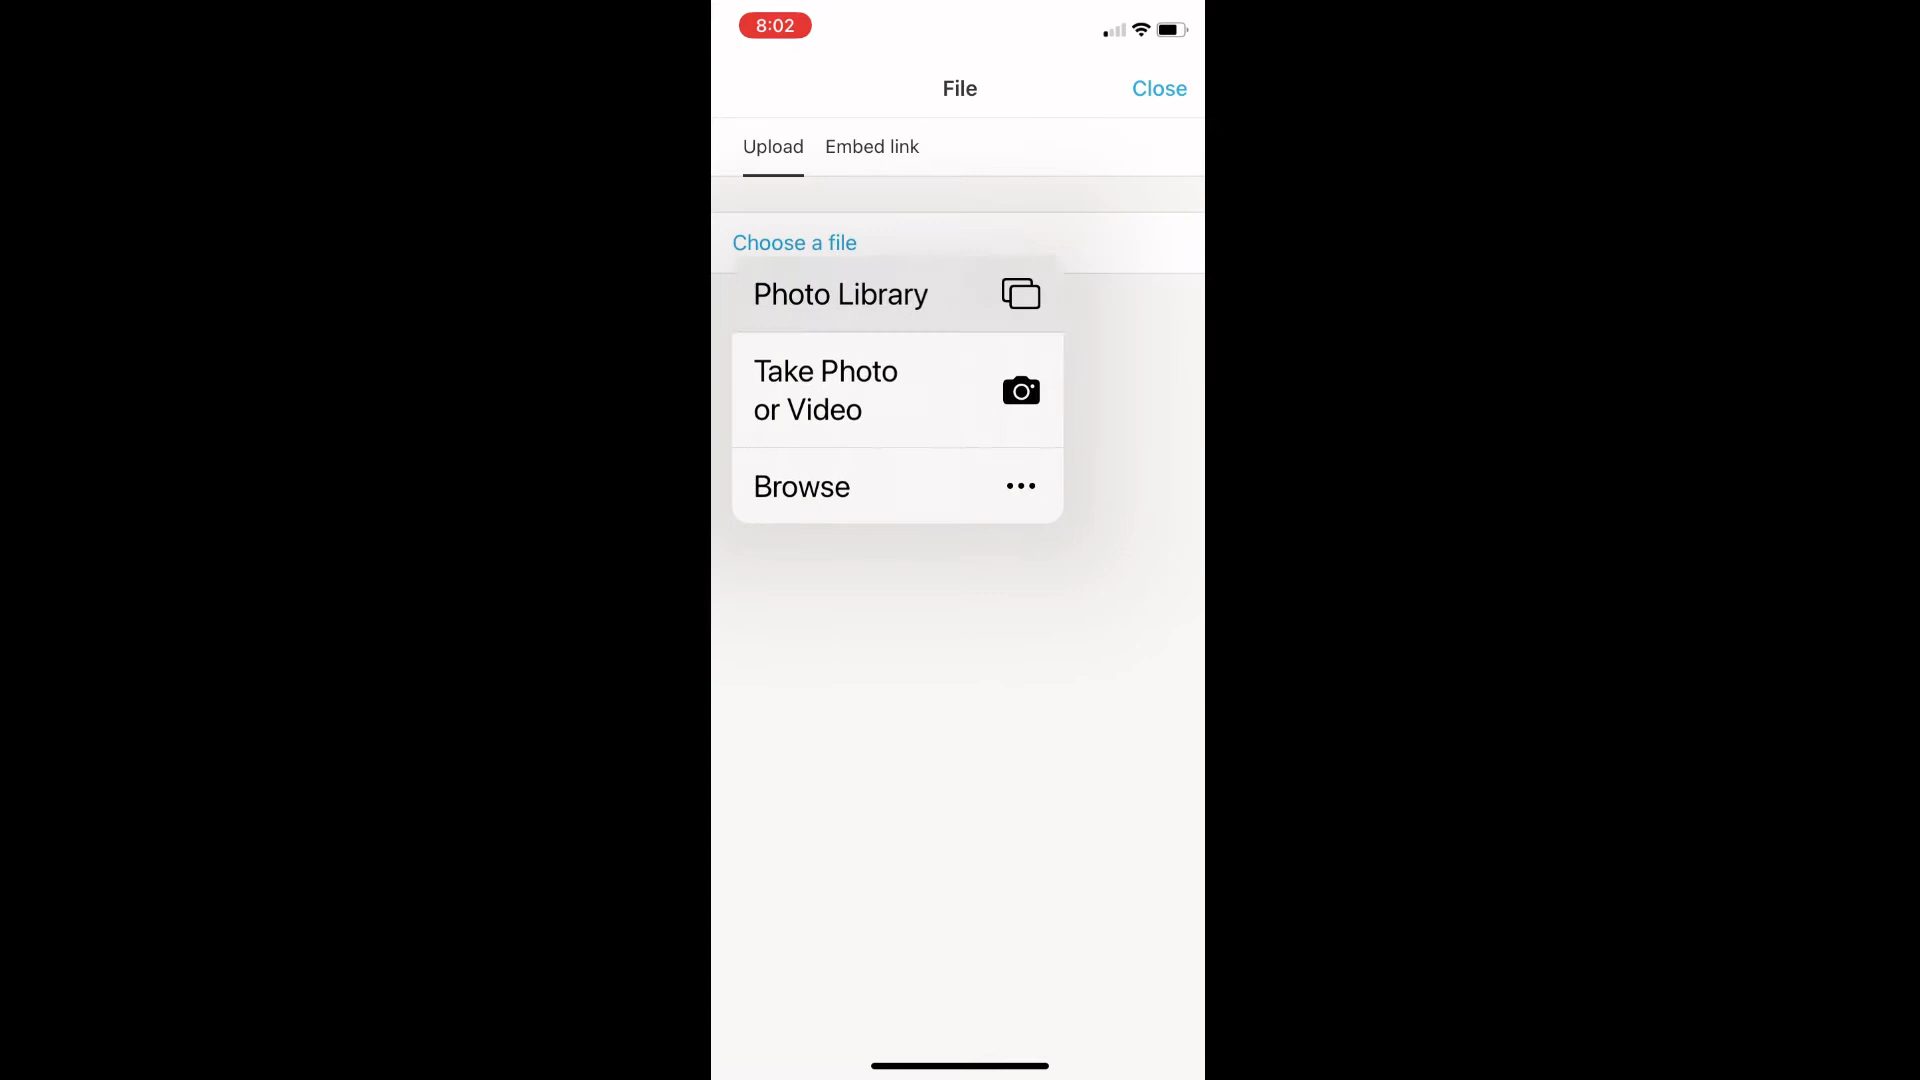 8:02
File
Close
Upload
Embed link
Choose a file
Photo Library
Take Photo
or Video
Browse